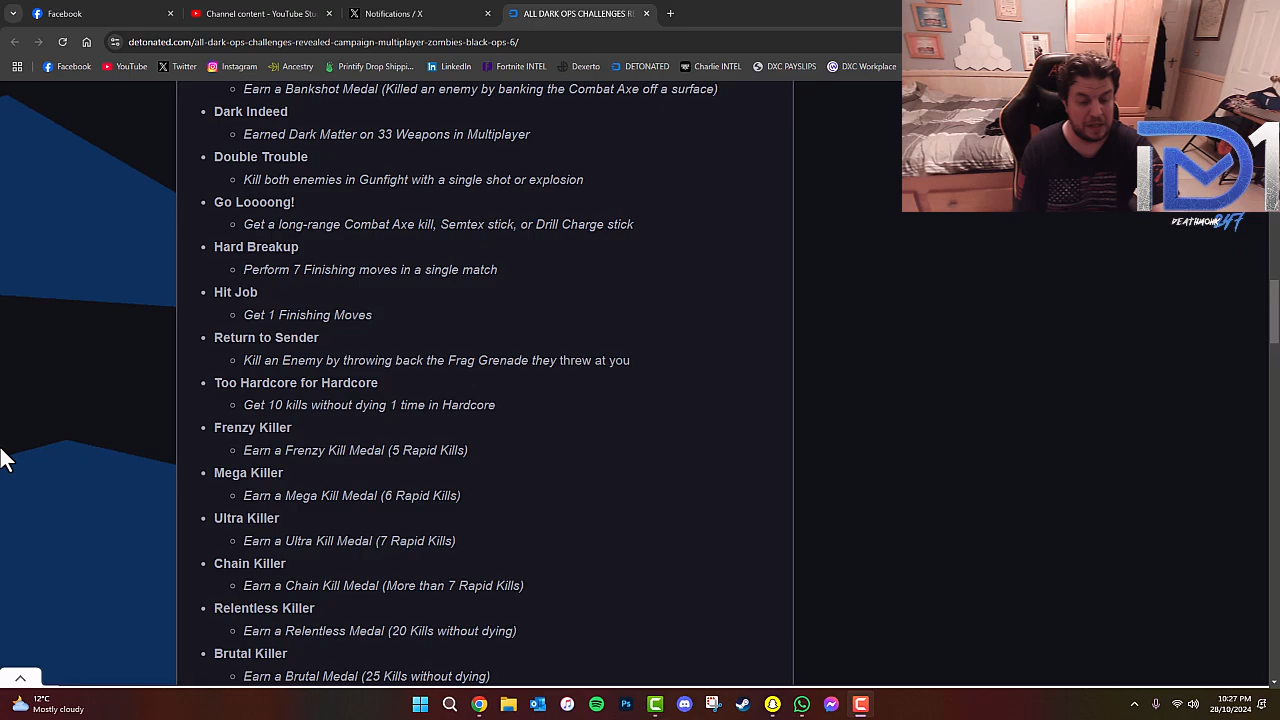 Facebook
Channel content - YouTube Stu
Notifications / X
ALL DARK OPS CHALLENGES RE
detonated.com/all-dark-ops-challenges-revealed-campaign-multiplayer-zombies-black-ops-6/
Facebook YouTube Twitter Instagram Ancestry Pretty Drop Shippi... LinkedIn Fortnite INTEL Dexerto DETONATED Charlie INTEL DXC PAYSLIPS DXC Workplace
Earn a Bankshot Medal (Killed an enemy by banking the Combat Axe off a surface)
Dark Indeed
Earned Dark Matter on 33 Weapons in Multiplayer
Double Trouble
Kill both enemies in Gunfight with a single shot or explosion
Go Loooong!
Get a long-range Combat Axe kill, Semtex stick, or Drill Charge stick
Hard Breakup
Perform 7 Finishing moves in a single match
Hit Job
Get 1 Finishing Moves
Return to Sender
Kill an Enemy by throwing back the Frag Grenade they threw at you
Too Hardcore for Hardcore
Get 10 kills without dying 1 time in Hardcore
Frenzy Killer
Earn a Frenzy Kill Medal (5 Rapid Kills)
Mega Killer
Earn a Mega Kill Medal (6 Rapid Kills)
Ultra Killer
Earn a Ultra Kill Medal (7 Rapid Kills)
Chain Killer
Earn a Chain Kill Medal (More than 7 Rapid Kills)
Relentless Killer
Earn a Relentless Medal (20 Kills without dying)
Brutal Killer
Earn a Brutal Medal (25 Kills without dying)
12°C
Mostly cloudy
10:27 PM
28/10/2024